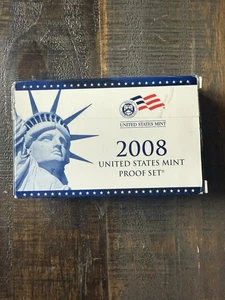 UNITED STATES MINT
2008
UNITED STATES MINT
PROOF SET®